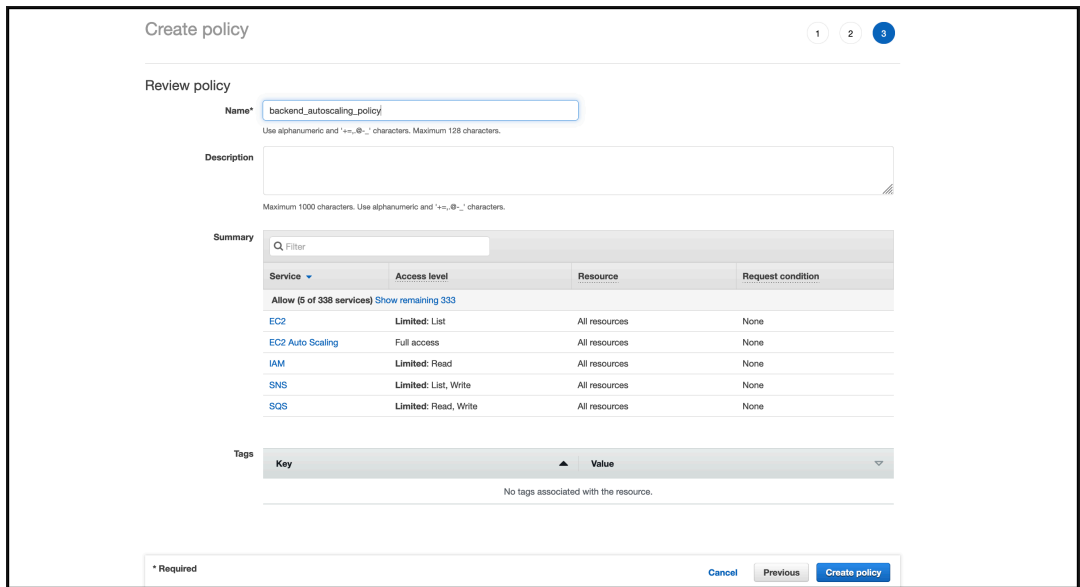 Create policy
1 2 3
Review policy
Name* backend_autoscaling_policy
Use alphanumeric and '+=,.@-_' characters. Maximum 128 characters.
Description
Maximum 1000 characters. Use alphanumeric and '+=,.@-_' characters.
Summary Filter
Service Access level Resource Request condition
Allow (5 of 338 services) Show remaining 333
EC2 Limited: List All resources None
EC2 Auto Scaling Full access All resources None
IAM Limited: Read All resources None
SNS Limited: List, Write All resources None
SQS Limited: Read, Write All resources None
Tags Key Value
No tags associated with the resource.
* Required Cancel Previous Create policy